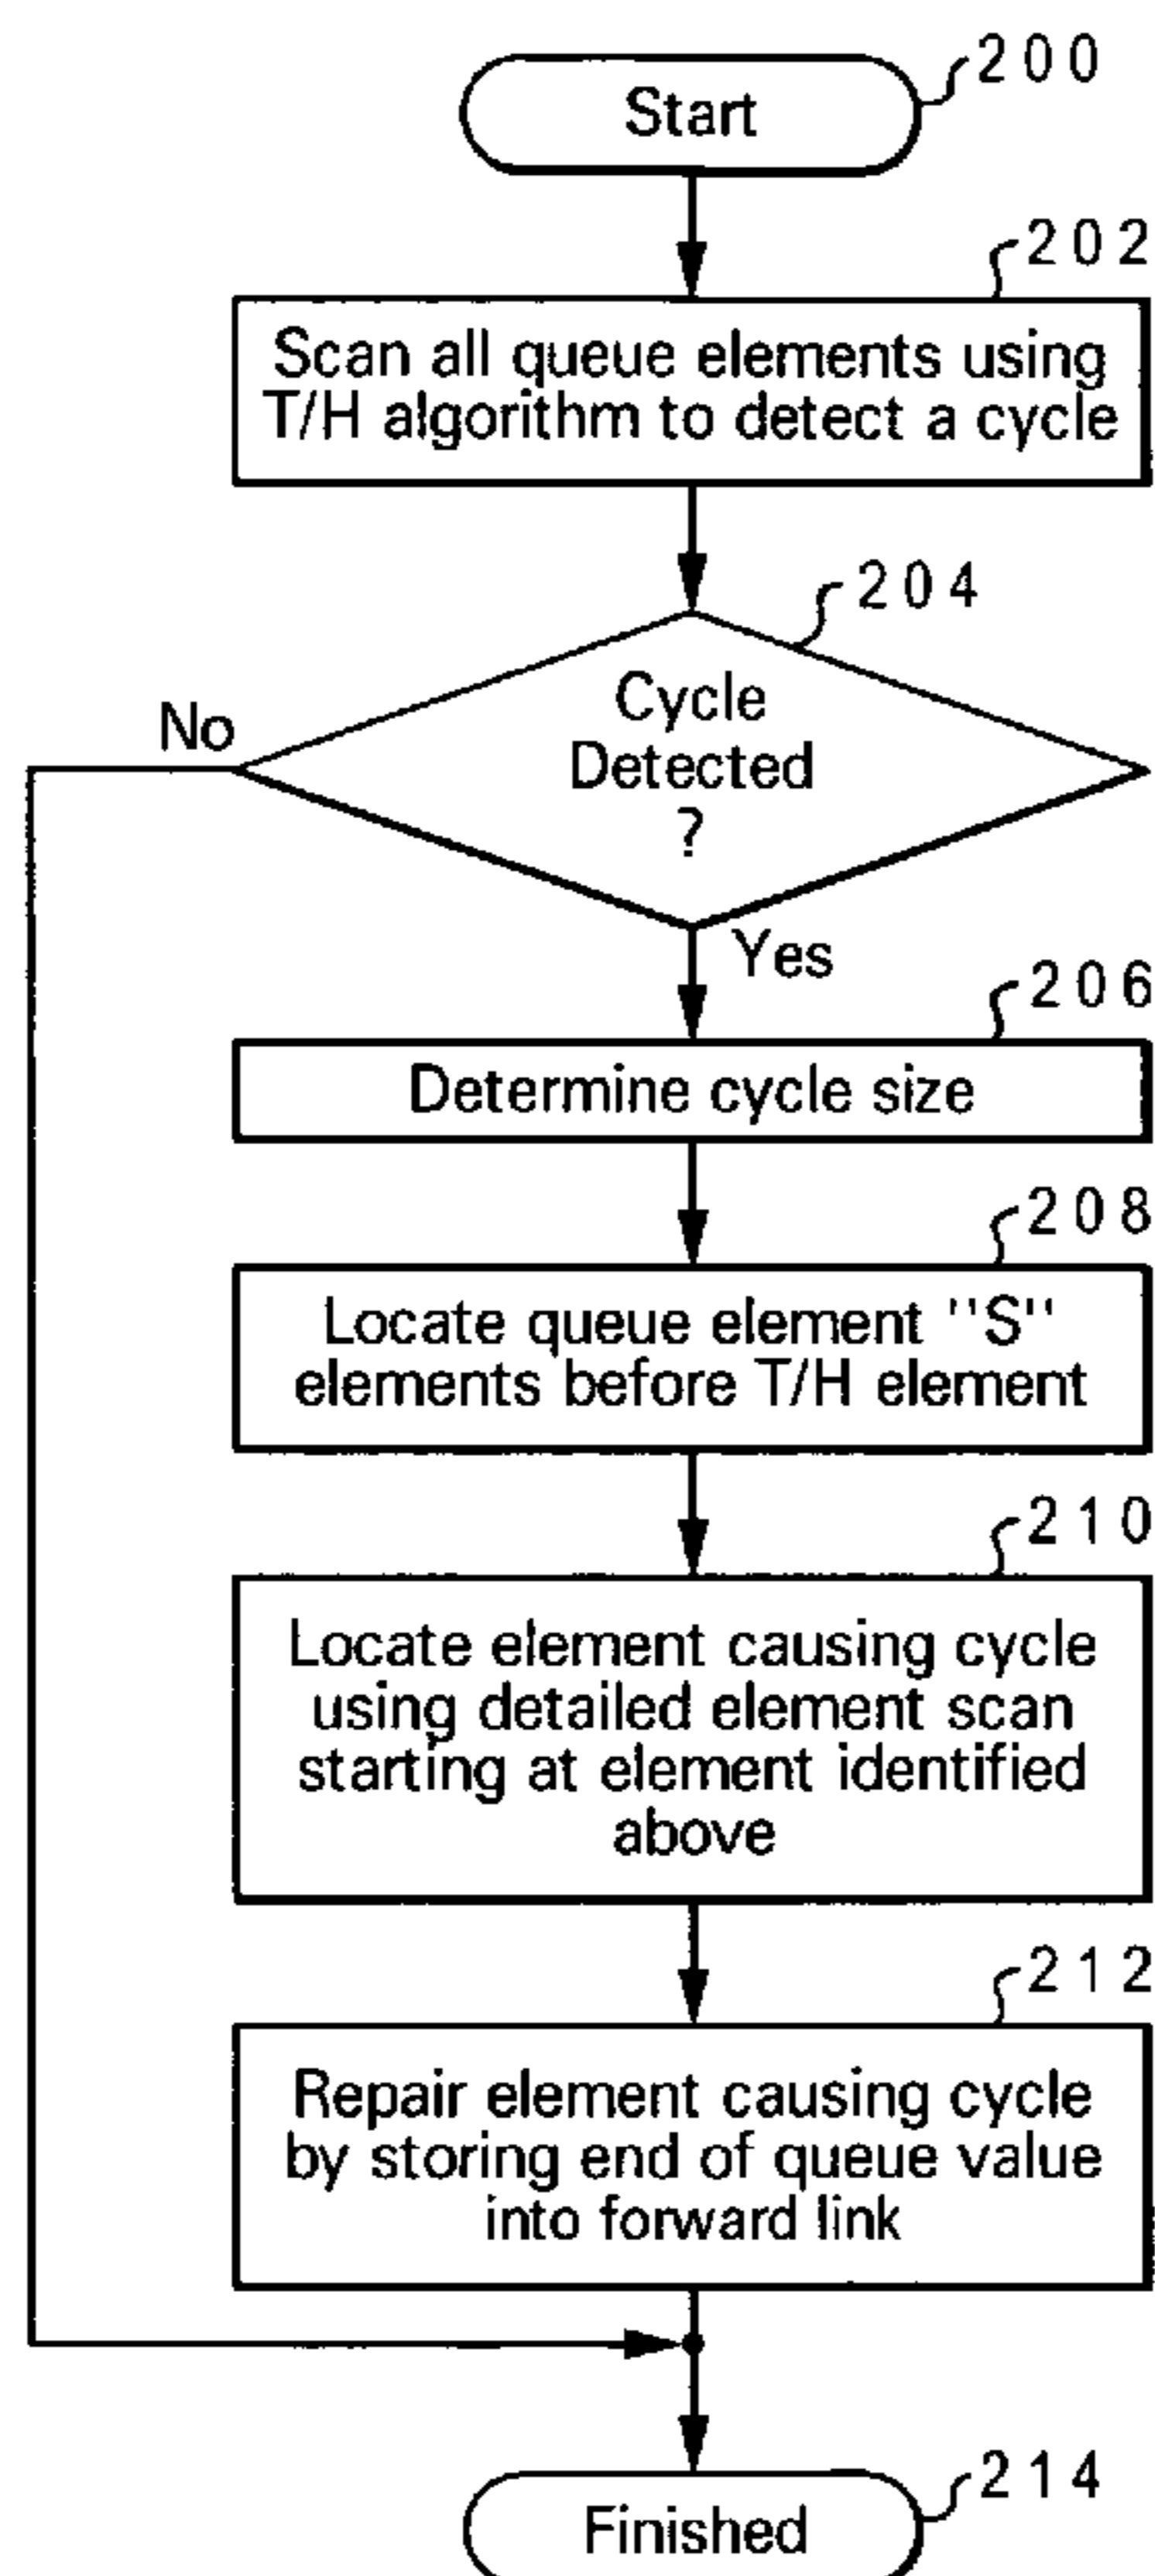 200
Start
202
Scan all queue elements using
T/H algorithm to detect a cycle
204
Cycle
Detected
?
No
Yes
206
Determine cycle size
208
Locate queue element "S"
elements before T/H element
210
Locate element causing cycle
using detailed element scan
starting at element identified
above
212
Repair element causing cycle
by storing end of queue value
into forward link
214
Finished